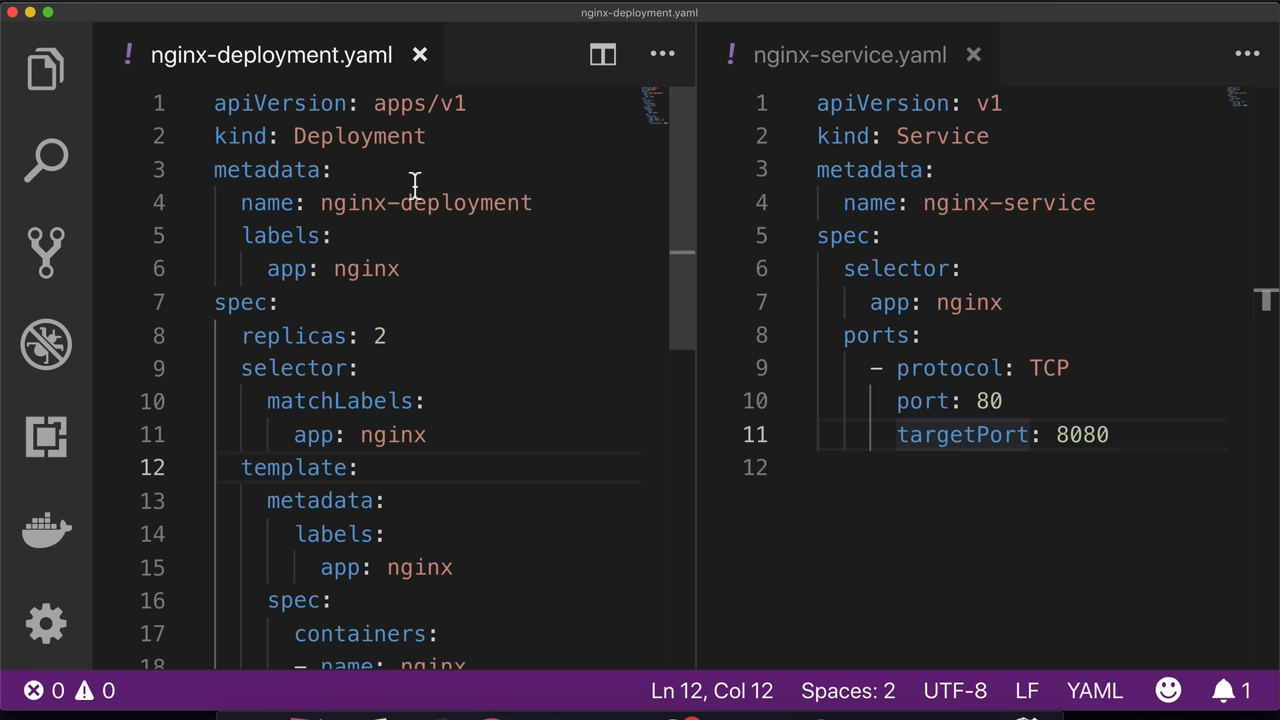 nginx-deployment.yaml
! nginx-deployment.yaml ×
1 apiVersion: apps/v1
2 kind: Deployment
3 metadata:
4   name: nginx-deployment
5   labels:
6     app: nginx
7 spec:
8   replicas: 2
9   selector:
10     matchLabels:
11       app: nginx
12   template:
13     metadata:
14       labels:
15         app: nginx
16     spec:
17       containers:
18       - name: nginx
! nginx-service.yaml ×
1 apiVersion: v1
2 kind: Service
3 metadata:
4   name: nginx-service
5 spec:
6   selector:
7     app: nginx
8   ports:
9     - protocol: TCP
10       port: 80
11       targetPort: 8080
12
0 0 Ln 12, Col 12 Spaces: 2 UTF-8 LF YAML 1